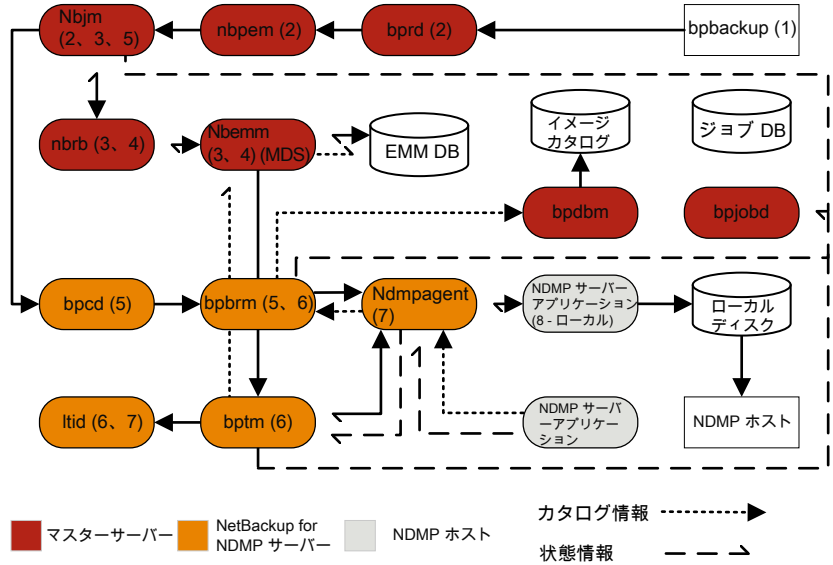 Nbjm
(2、3、5)
nbpem (2)
bprd (2)
bpbackup (1)
nbrb (3、4)
Nbemm
(3、4) (MDS)
EMM DB
イメージ
カタログ
ジョブ DB
bpdbm
bpjobd
bpcd (5)
bpbrm (5、6)
Ndmpagent
(7)
NDMP サーバー
アプリケーション
(8 - ローカル)
ローカル
ディスク
ltid (6、7)
bptm (6)
NDMP サーバ
ーアプリケー
ション
NDMP ホスト
マスターサーバー
NetBackup for
NDMP サーバー
NDMP ホスト
カタログ情報
状態情報